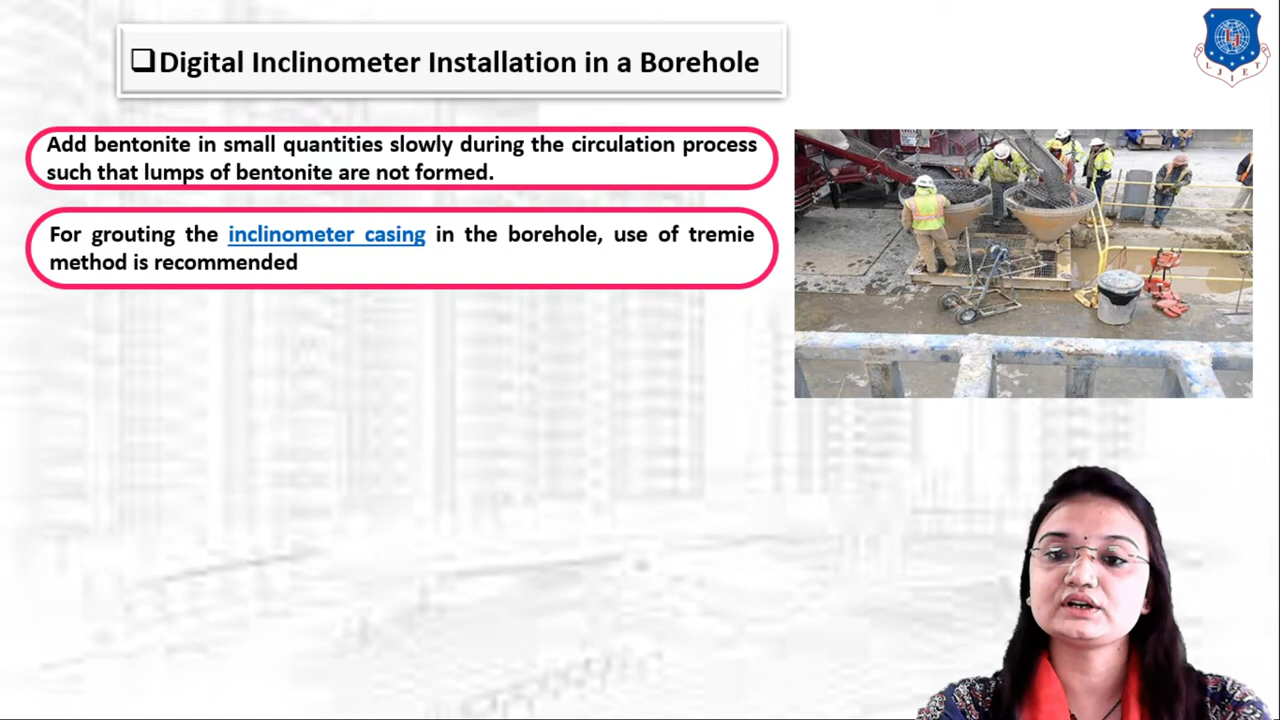 ❑Digital Inclinometer Installation in a Borehole
Add bentonite in small quantities slowly during the circulation process
such that lumps of bentonite are not formed.
For grouting the inclinometer casing in the borehole, use of tremie
method is recommended
LJIET